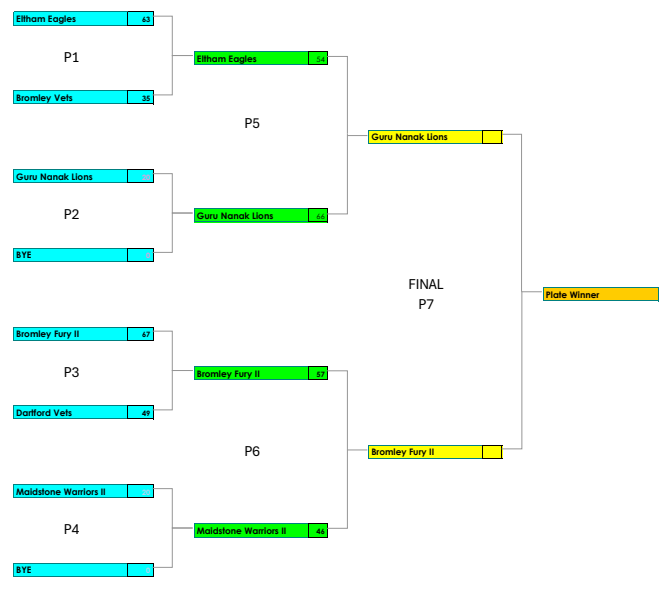 Eltham Eagles 63
P1
Bromley Vets 35
Eltham Eagles 54
P5
Guru Nanak Lions
P2
BYE
Guru Nanak Lions 66
Guru Nanak Lions
FINAL
P7
Plate Winner
Bromley Fury II 67
P3
Dartford Vets 49
Bromley Fury II 57
P6
Maidstone Warriors II
P4
BYE
Maidstone Warriors II 46
Bromley Fury II